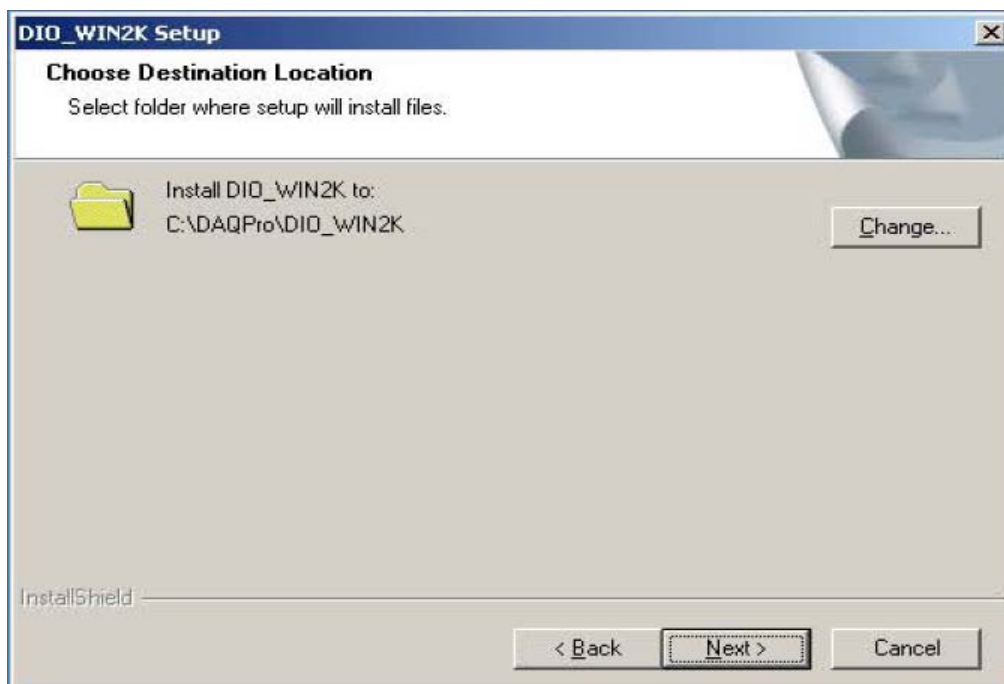 DIO_WIN2K Setup
Choose Destination Location
Select folder where setup will install files.
Install DIO_WIN2K to:
C:\DAQPro\DIO_WIN2K
Change...
InstallShield
< Back
Next >
Cancel